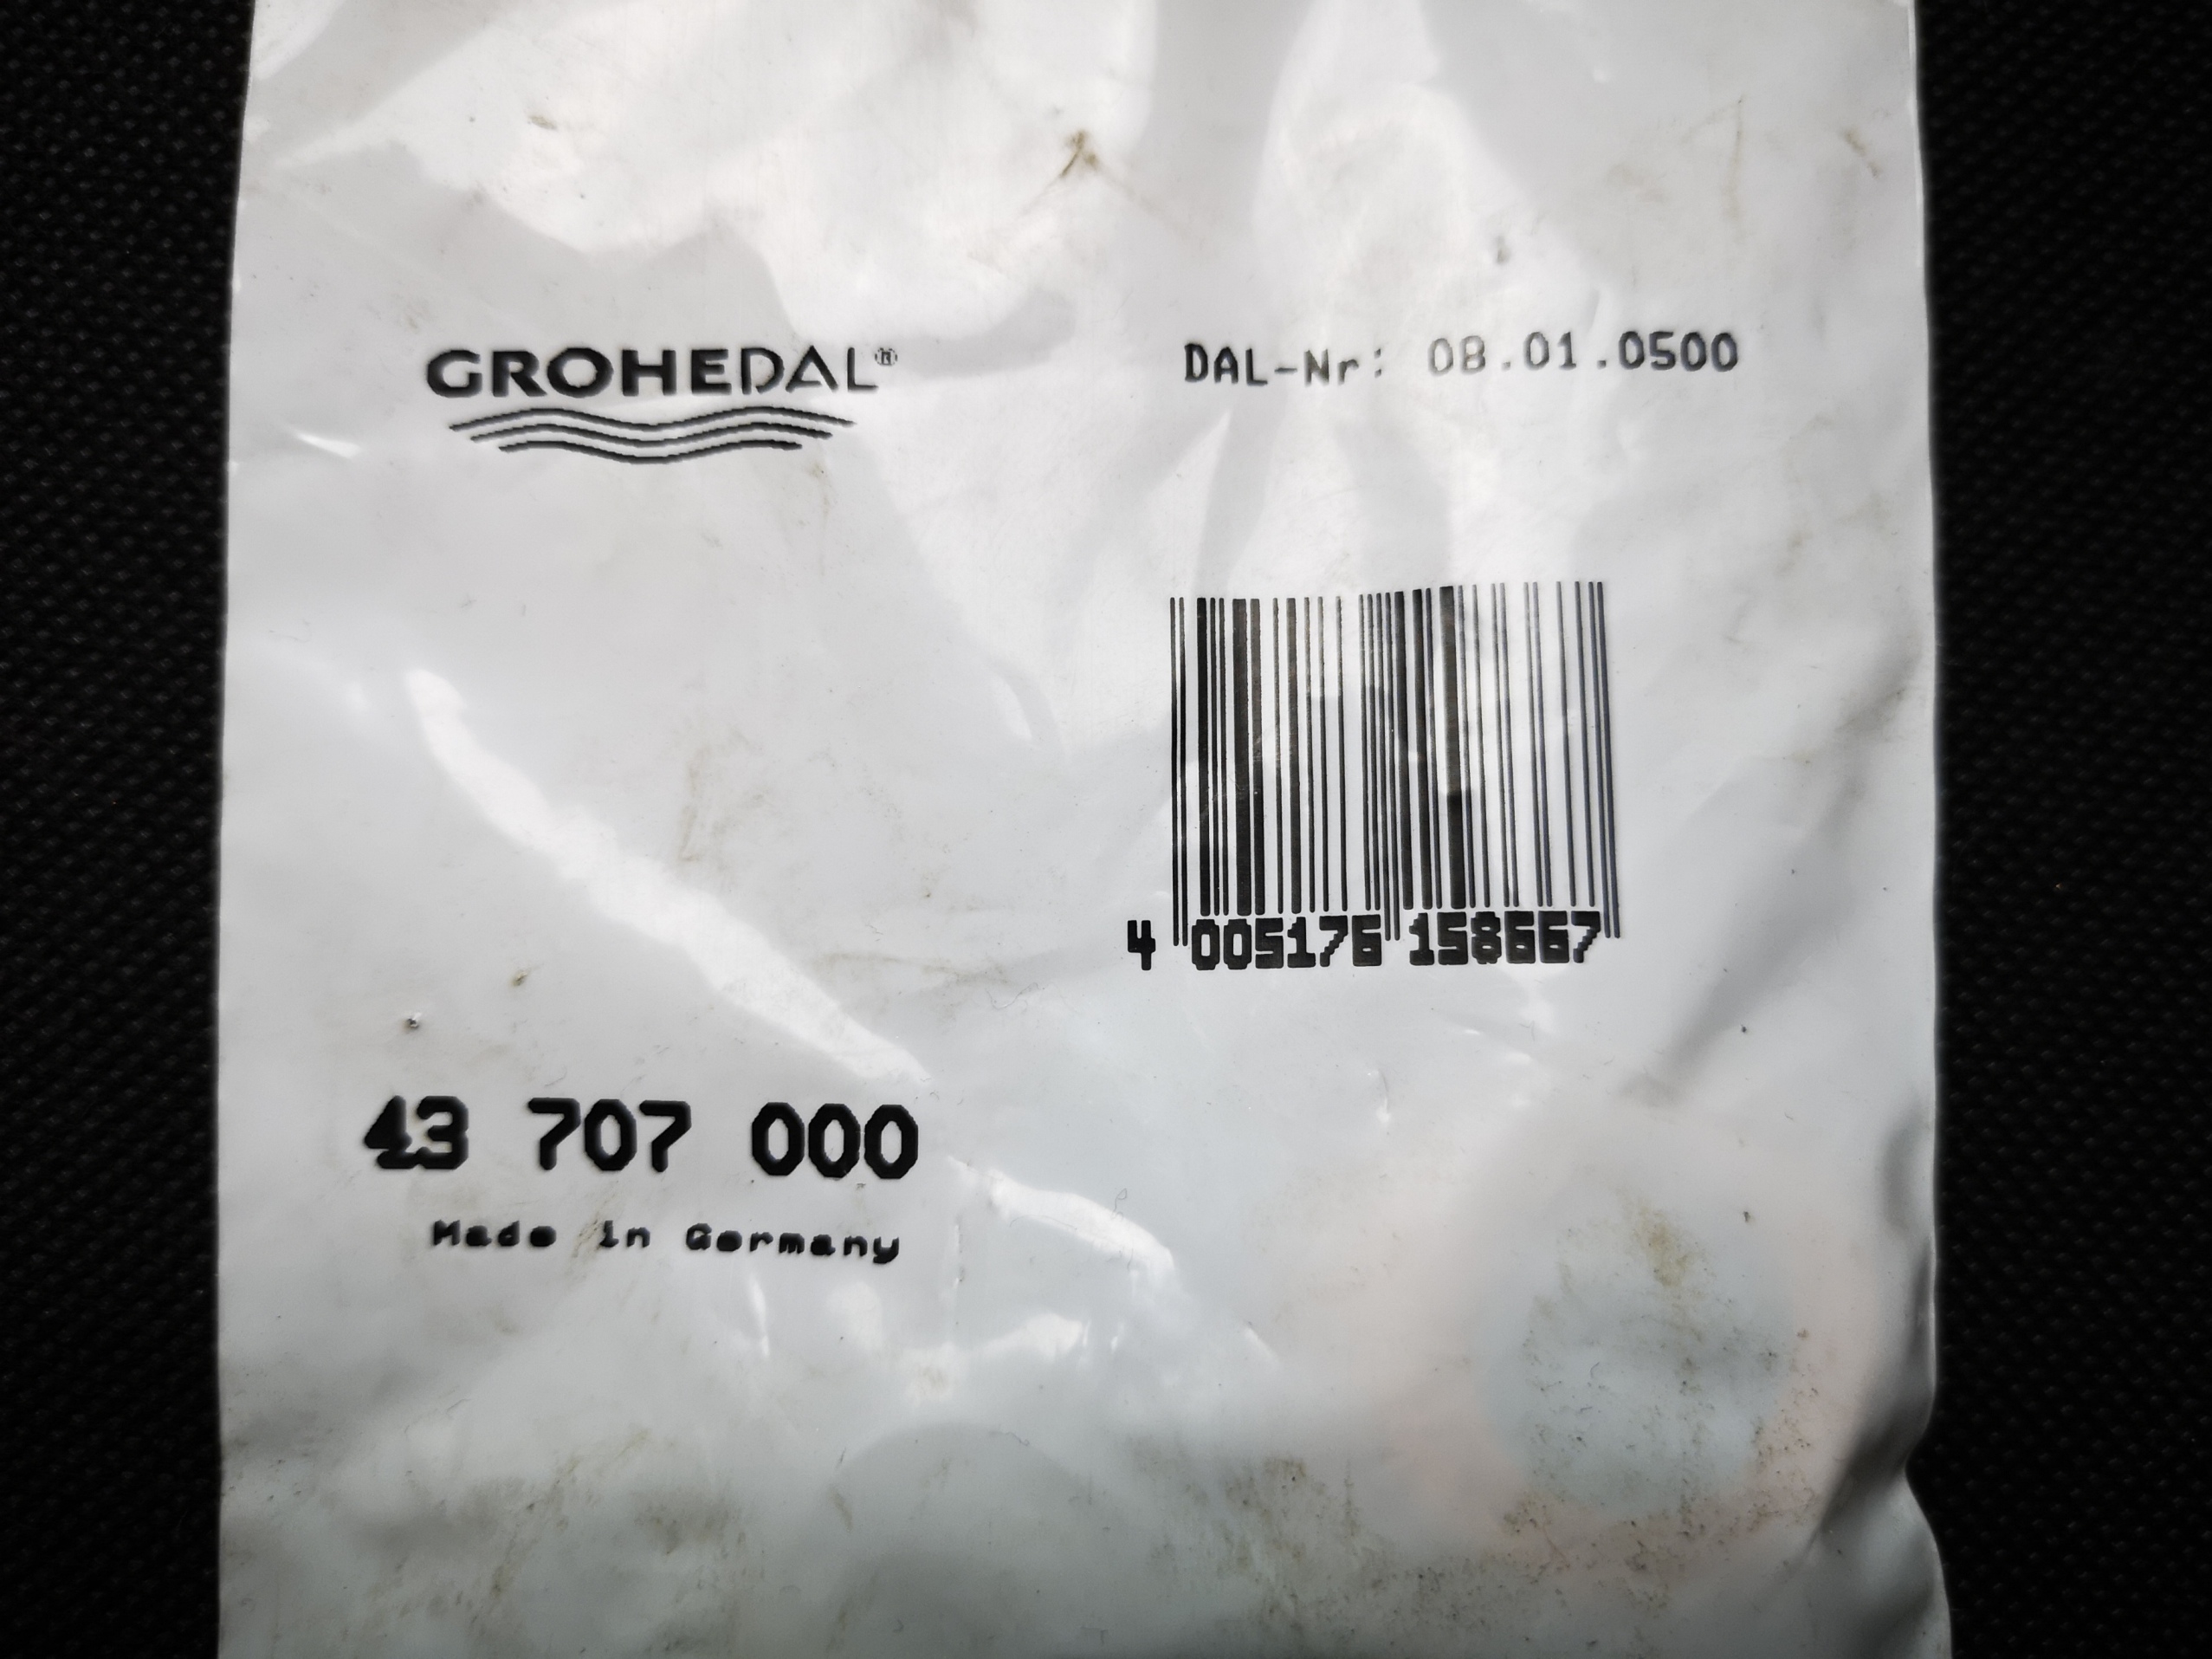 GROHEDAL®
DAL-Nr: 08.01.0500
4 005176 158667
43 707 000
Made in Germany